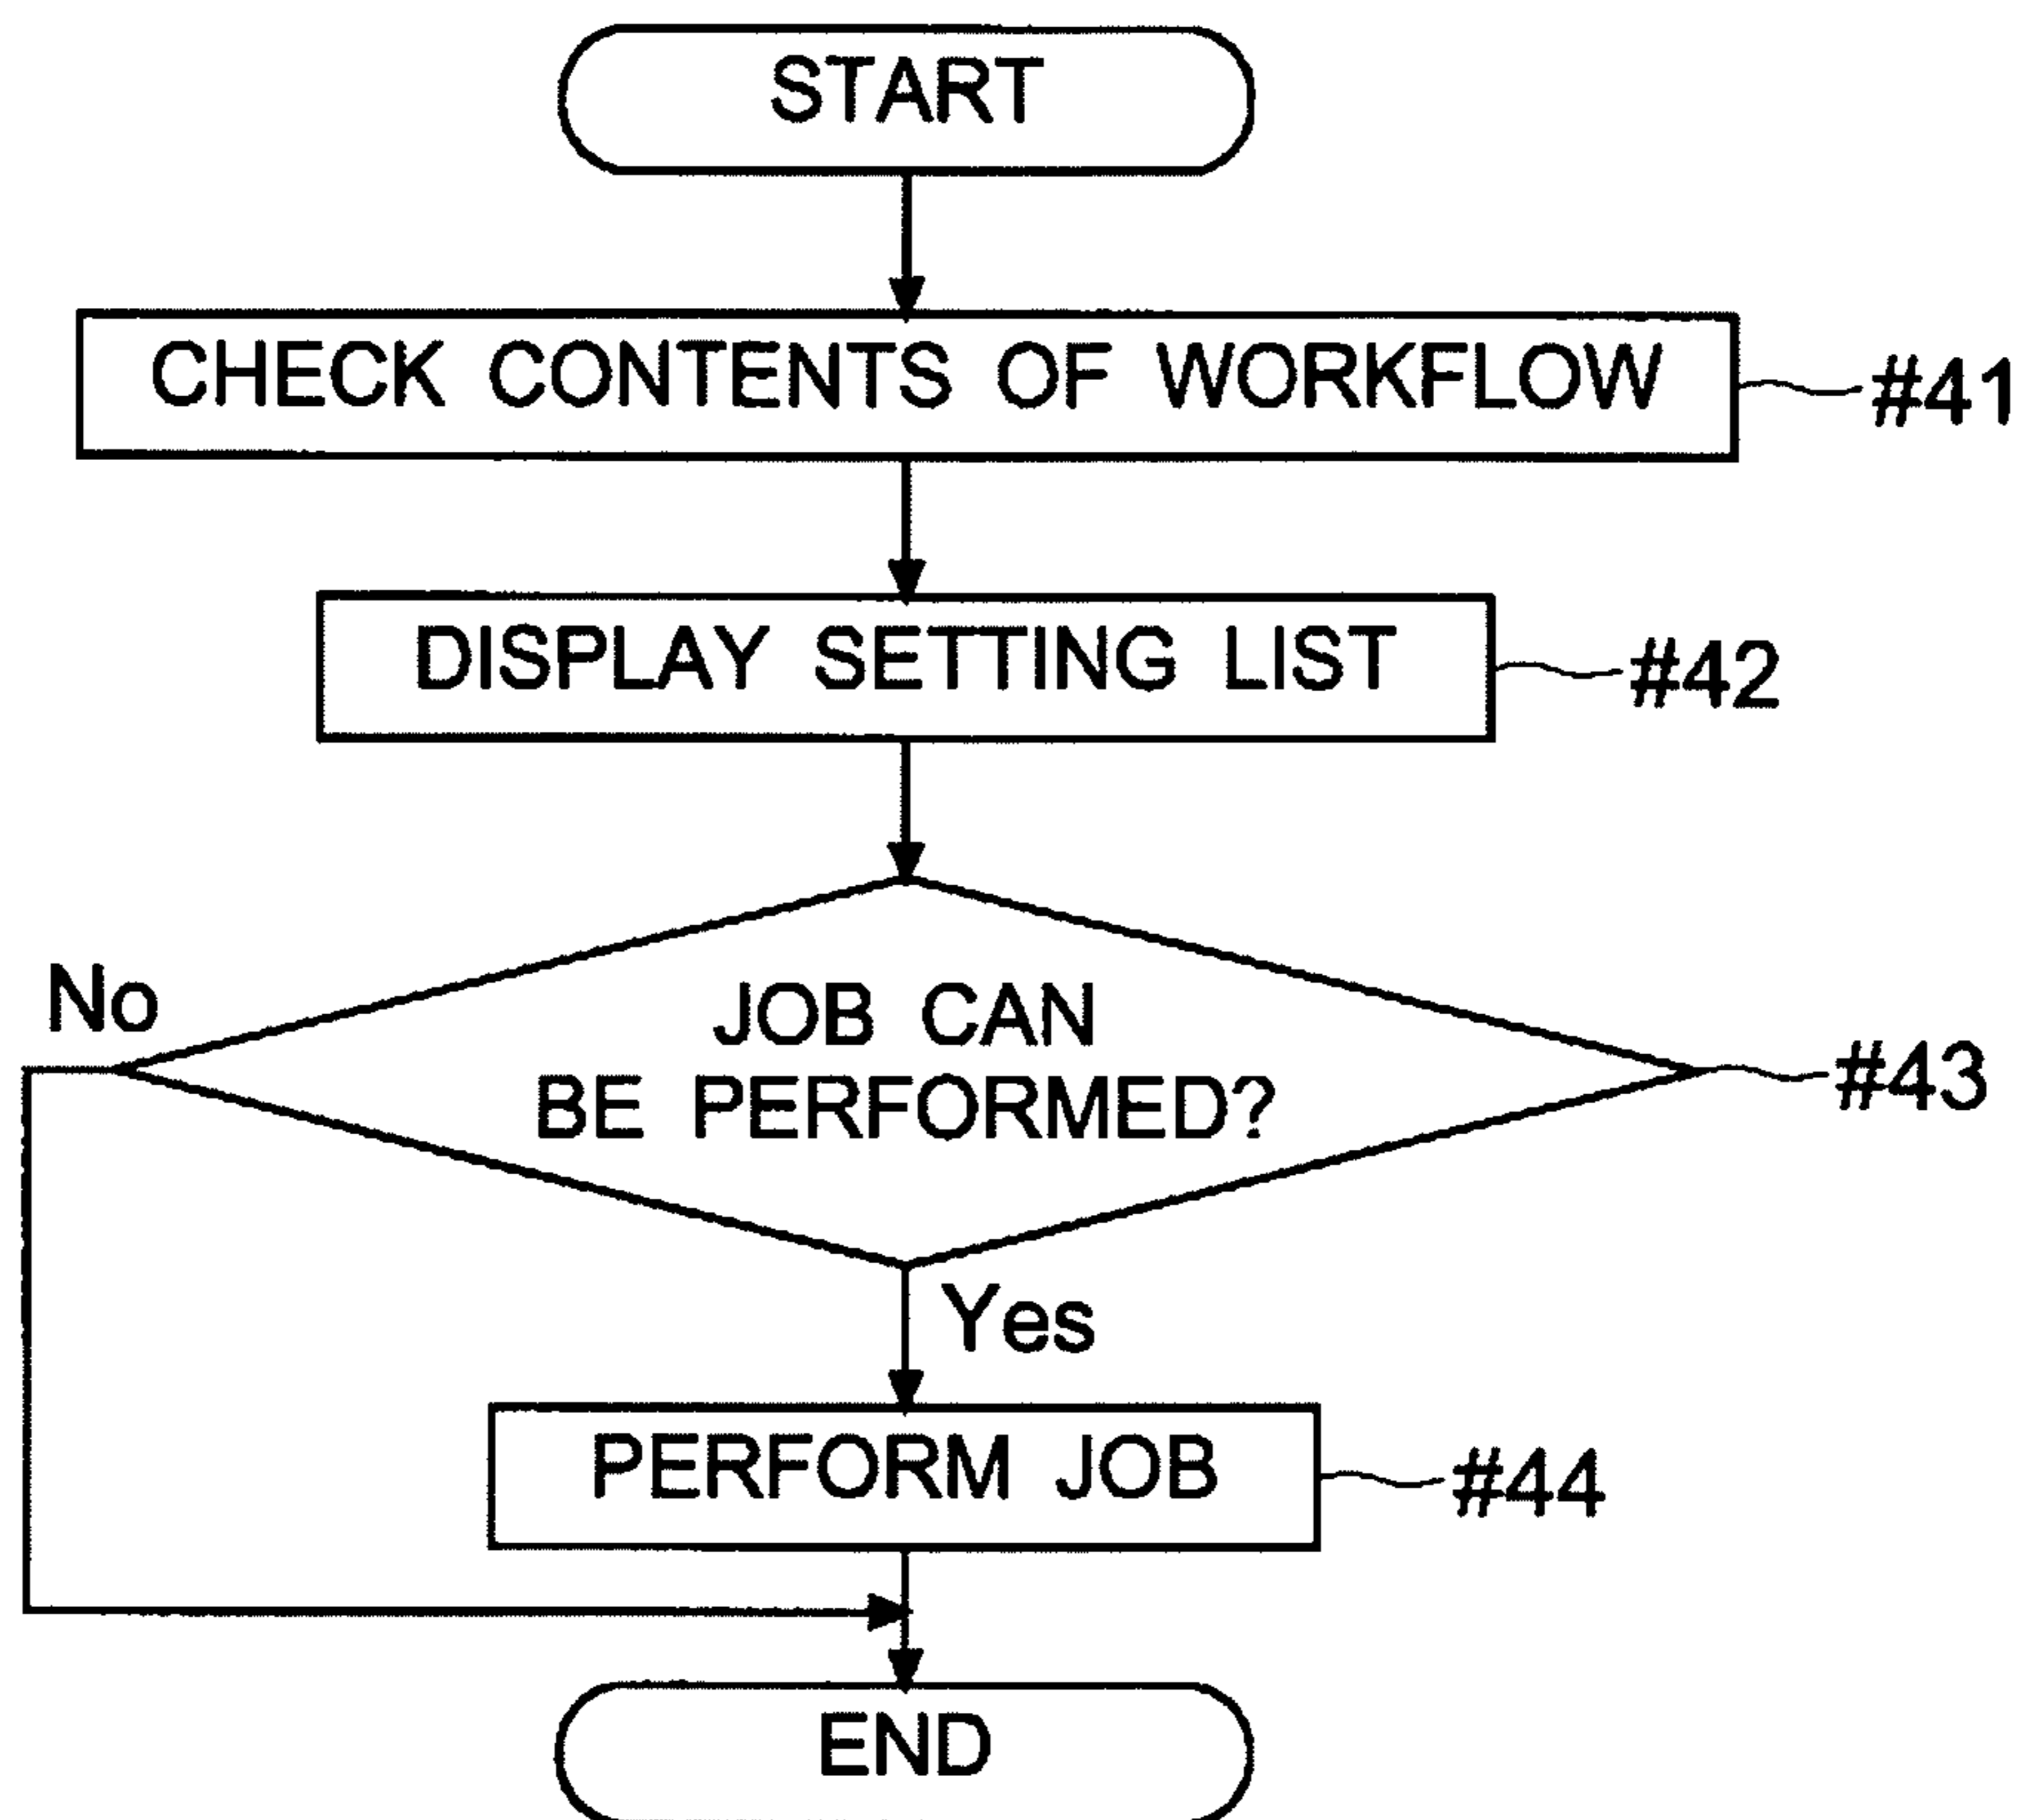 START
CHECK CONTENTS OF WORKFLOW
#41
DISPLAY SETTING LIST
#42
No
JOB CAN
BE PERFORMED?
#43
Yes
PERFORM JOB
#44
END